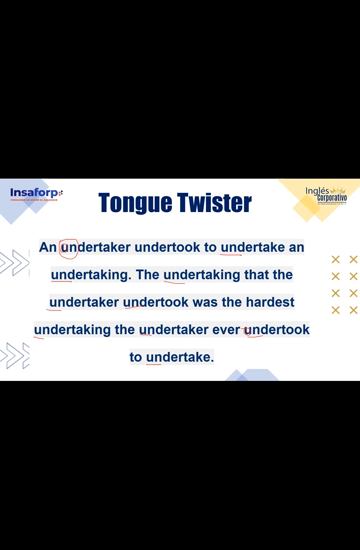 Insaforp
Inglés
Corporativo
Tongue Twister
An undertaker undertook to undertake an
undertaking. The undertaking that the
undertaker undertook was the hardest
undertaking the undertaker ever undertook
to undertake.